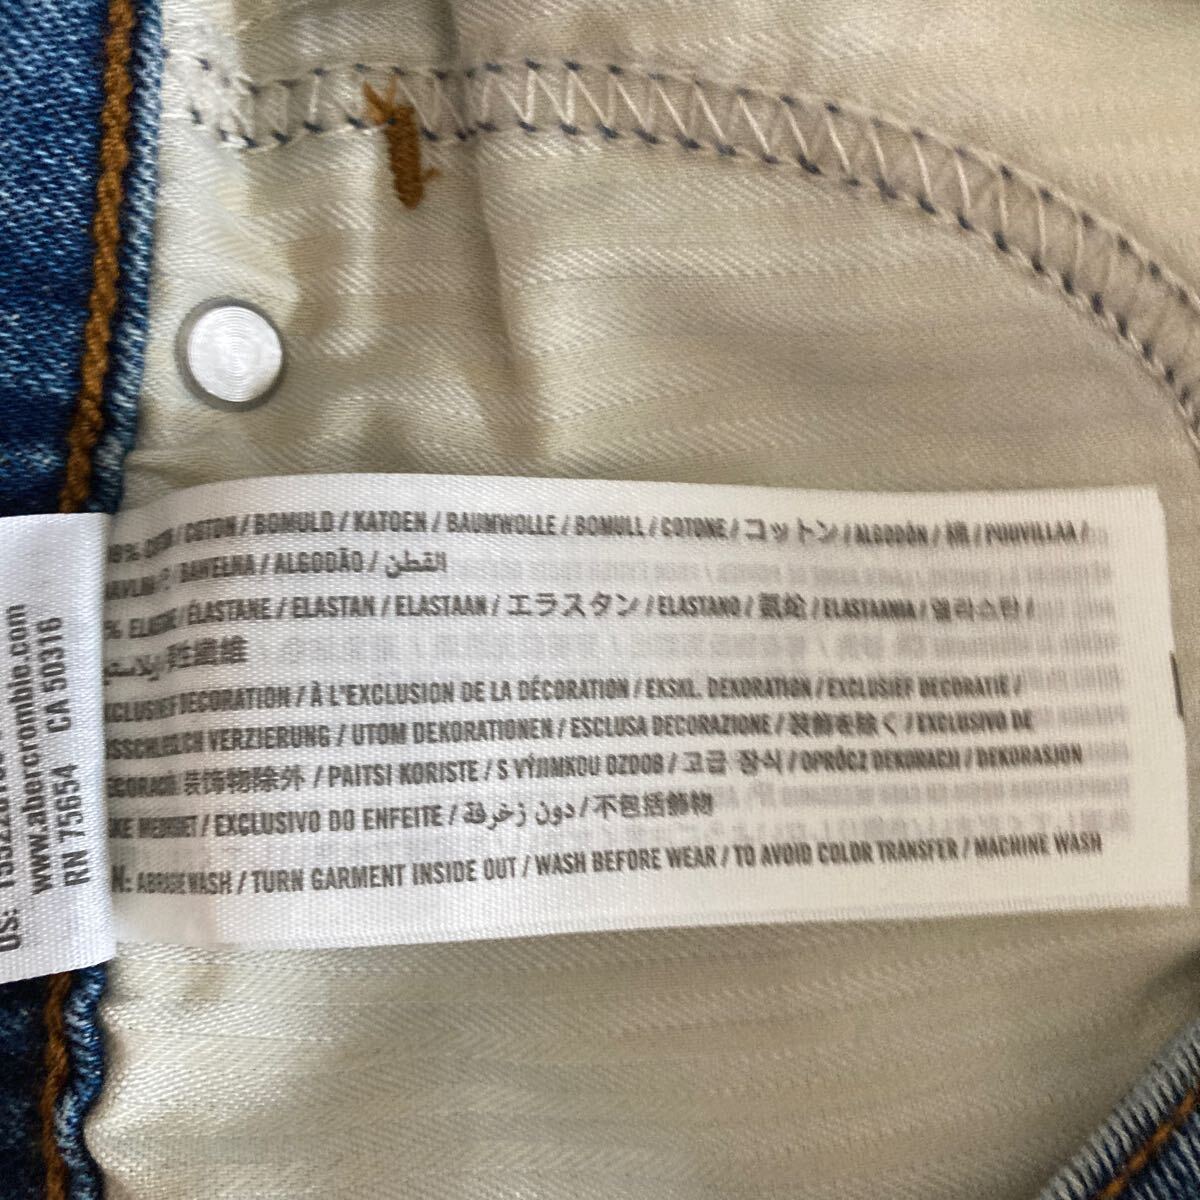 COTON / BOMULD / KATOEN / BAUMWOLLE / BOMULL / COTONE / コットン / ALGODÓN / 棉 / PUUVILLAA /
BAWEŁNA / ALGODÃO / القطن
ÉLASTANE / ELASTAN / ELASTAAN / エラスタン / ELASTANO / 氨纶 / ELASTAANIA / 엘라스탄 /
弹性纖維
DECORATION / À L'EXCLUSION DE LA DÉCORATION / EKSKL. DEKORATION / EXCLUSIEF DECORATIE /
VERZIERUNG / UTOM DEKORATIONEN / ESCLUSA DECORAZIONE / 装飾を除く / EXCLUSIVO DE
装饰物除外 / PAITSI KORISTE / S VÝJIMKOU OZDOB / 고급 장식 / OPRÓCZ DEKORACJI / DEKORASJON
/ EXCLUSIVO DO ENFEITE / دون زخرفة / 不包括飾物
WASH / TURN GARMENT INSIDE OUT / WASH BEFORE WEAR / TO AVOID COLOR TRANSFER / MACHINE WASH
US:
www.abercrombie.com
RN 75654 CA 50316